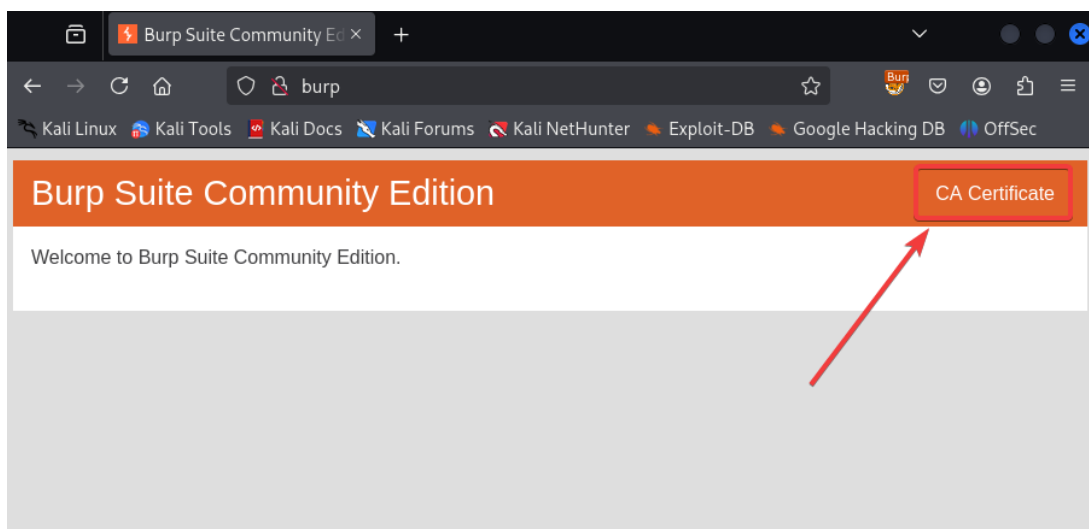 Burp Suite Community Ed
burp
Burp
Kali Linux Kali Tools Kali Docs Kali Forums Kali NetHunter Exploit-DB Google Hacking DB OffSec
Burp Suite Community Edition CA Certificate
Welcome to Burp Suite Community Edition.